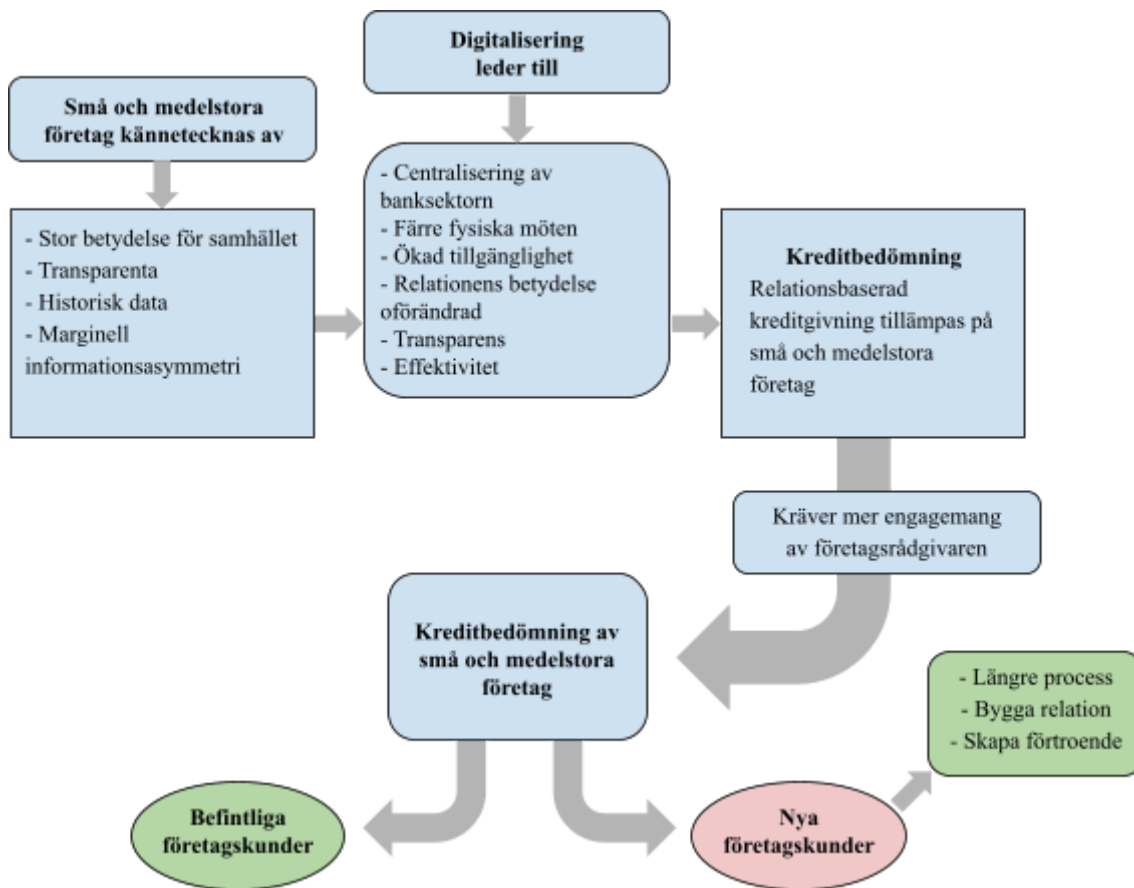 Digitalisering
leder till
Små och medelstora
företag kännetecknas av
- Stor betydelse för samhället
- Transparenta
- Historisk data
- Marginell
informationsasymmetri
- Centralisering av
banksektorn
- Färre fysiska möten
- Ökad tillgänglighet
- Relationens betydelse
oförändrad
- Transparens
- Effektivitet
Kreditbedömning
Relationsbaserad
kreditgivning tillämpas på
små och medelstora
företag
Kräver mer engagemang
av företagsrådgivaren
Kreditbedömning av
små och medelstora
företag
- Längre process
- Bygga relation
- Skapa förtroende
Befintliga
företagskunder
Nya
företagskunder